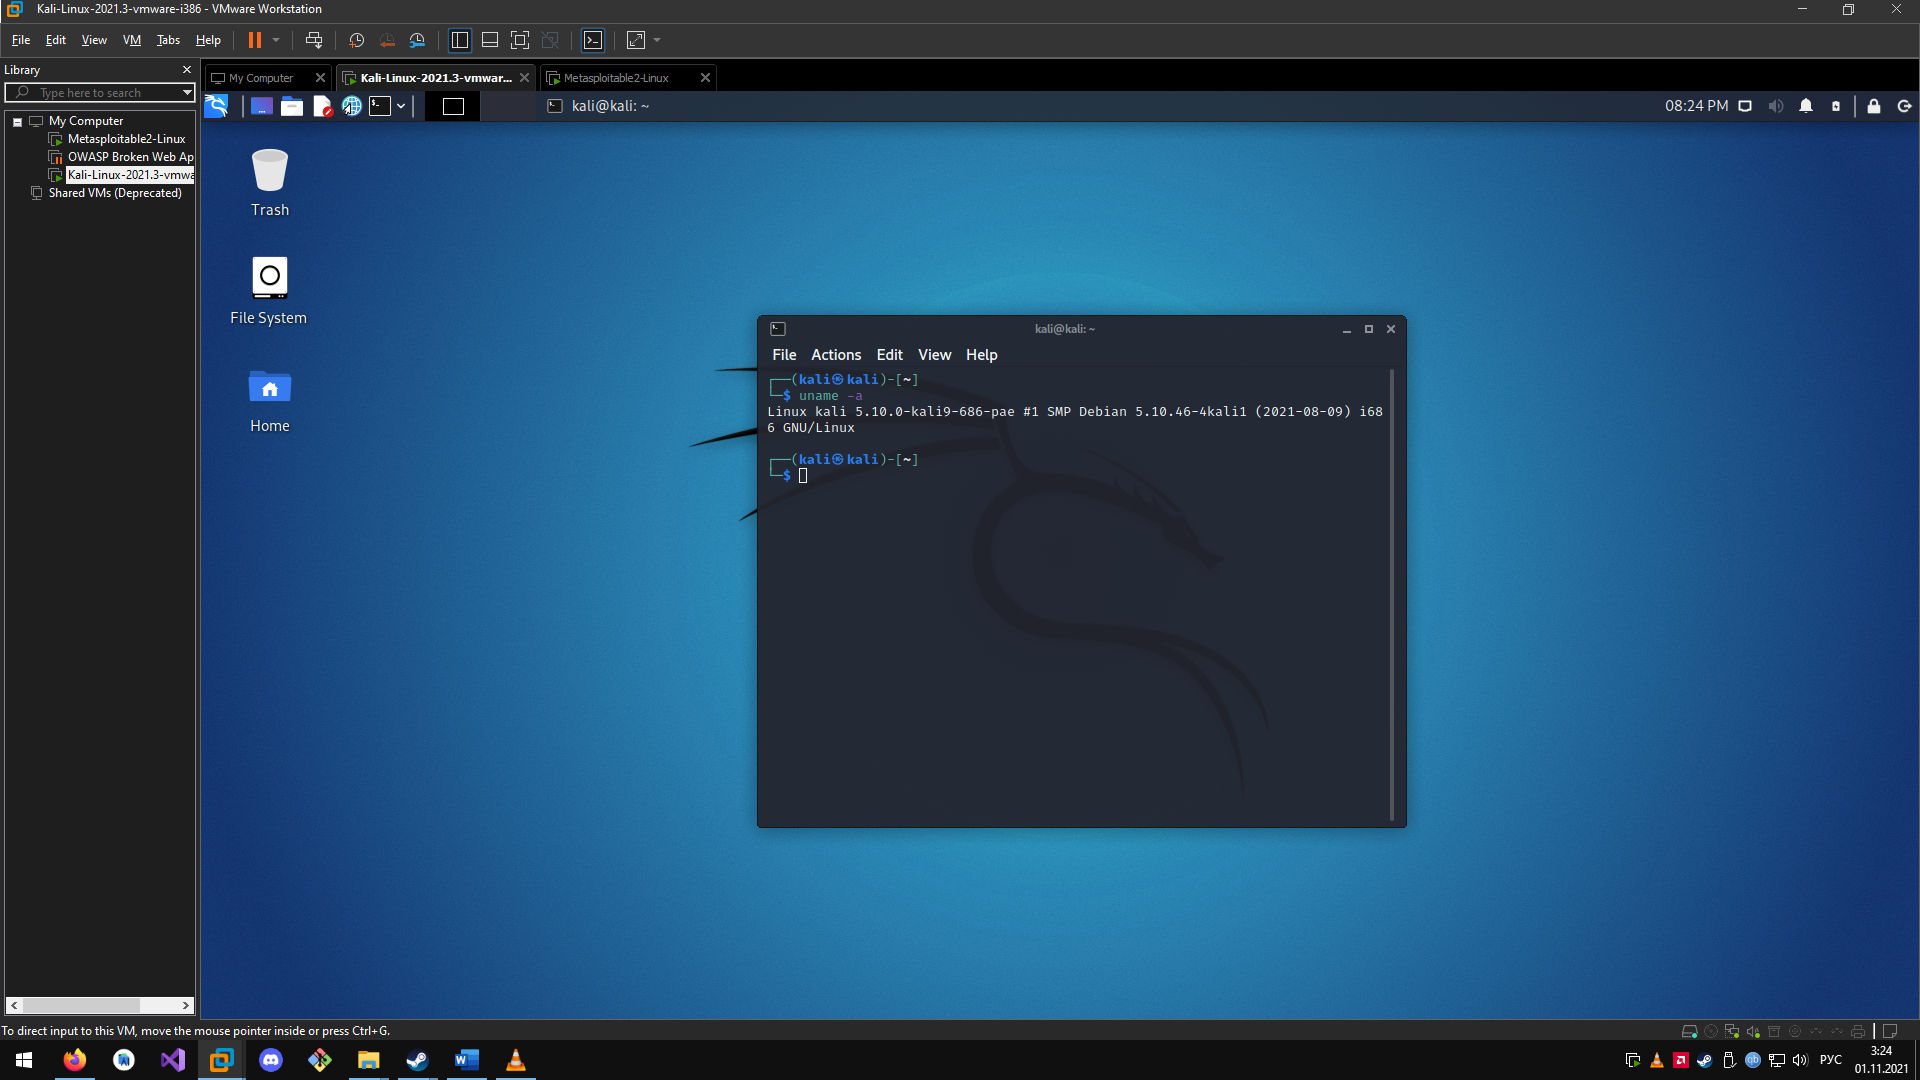 Kali-Linux-2021.3-vmware-i386 - VMware Workstation
File Edit View VM Tabs Help
Library
Type here to search
My Computer
Metasploitable2-Linux
OWASP Broken Web Ap
Kali-Linux-2021.3-vmwa
Shared VMs (Deprecated)
My Computer
Kali-Linux-2021.3-vmwar...
Metasploitable2-Linux
kali@kali: ~
08:24 PM
Trash
File System
Home
kali@kali: ~
File Actions Edit View Help
┌──(kali㉿kali)-[~]
└─$ uname -a
Linux kali 5.10.0-kali9-686-pae #1 SMP Debian 5.10.46-4kali1 (2021-08-09) i68
6 GNU/Linux
┌──(kali㉿kali)-[~]
└─$
To direct input to this VM, move the mouse pointer inside or press Ctrl+G.
РУС
3:24
01.11.2021